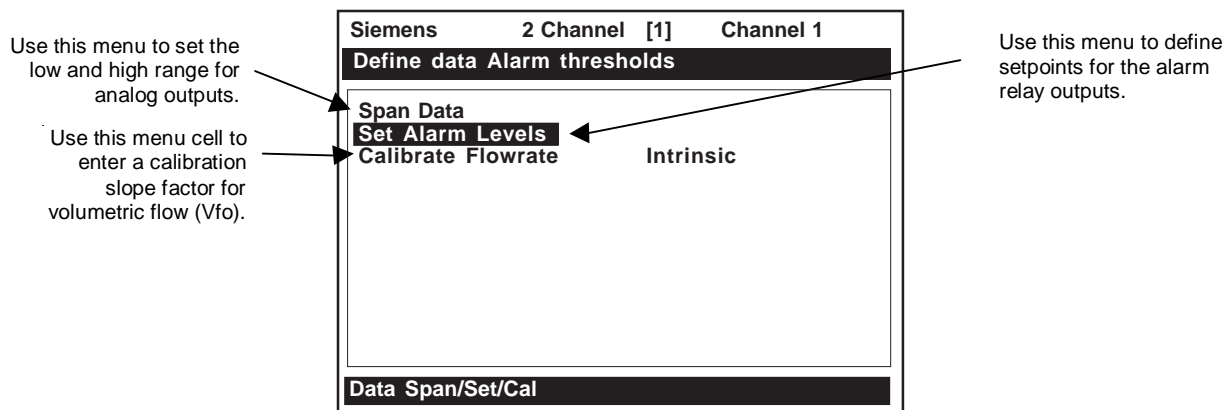 Use this menu to set the
low and high range for
analog outputs.
Use this menu cell to
enter a calibration
slope factor for
volumetric flow (Vfo).
Siemens 2 Channel [1] Channel 1
Define data Alarm thresholds
Span Data
Set Alarm Levels
Calibrate Flowrate Intrinsic
Data Span/Set/Cal
Use this menu to define
setpoints for the alarm
relay outputs.